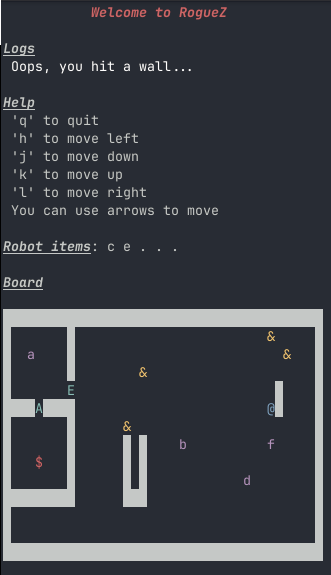 Welcome to RogueZ
Logs
Oops, you hit a wall...
Help
'q' to quit
'h' to move left
'j' to move down
'k' to move up
'l' to move right
You can use arrows to move
Robot items: c e . . .
Board
&
a &
&
E
A @
&
b f
$
d